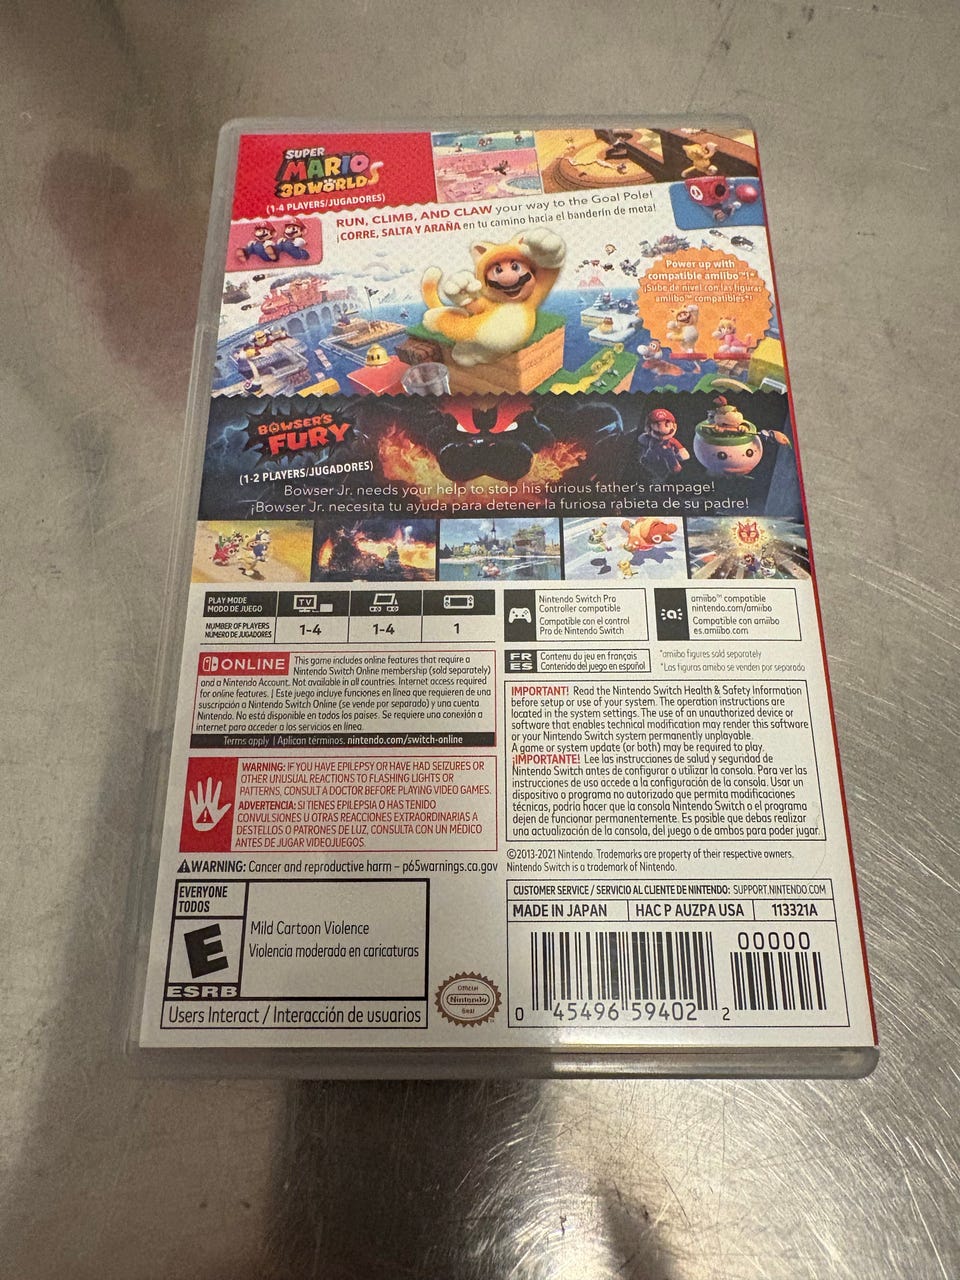 SUPER
MARIO
3D WORLD
(1-4 PLAYERS/JUGADORES)
RUN, CLIMB, AND CLAW your way to the Goal Pole!
¡CORRE, SALTA Y ARAÑA en tu camino hacia el banderín de meta!
Power up with
compatible amiibo™!*
¡Sube de nivel con las figuras
amiibo™ compatibles*!
BOWSER'S
FURY
(1-2 PLAYERS/JUGADORES)
Bowser Jr. needs your help to stop his furious father's rampage!
¡Bowser Jr. necesita tu ayuda para detener la furiosa rabieta de su padre!
PLAY MODE
MODO DE JUEGO
TV
NUMBER OF PLAYERS
NÚMERO DE JUGADORES
1-4
1-4
1
Nintendo Switch Pro
Controller compatible
Compatible con el control
Pro de Nintendo Switch
amiibo™ compatible
nintendo.com/amiibo
Compatible con amiibo
es.amiibo.com
FR
ES
Contenu du jeu en français
Contenido del juego en español
*amiibo figures sold separately
*Las figuras amiibo se venden por separado
ONLINE
This game includes online features that require a
Nintendo Switch Online membership (sold separately)
and a Nintendo Account. Not available in all countries. Internet access required
for online features. | Este juego incluye funciones en línea que requieren de una
suscripción a Nintendo Switch Online (se vende por separado) y una cuenta
Nintendo. No está disponible en todos los países. Se requiere una conexión a
internet para acceder a los servicios en línea.
Terms apply | Aplican términos. nintendo.com/switch-online
WARNING: IF YOU HAVE EPILEPSY OR HAVE HAD SEIZURES OR
OTHER UNUSUAL REACTIONS TO FLASHING LIGHTS OR
PATTERNS, CONSULT A DOCTOR BEFORE PLAYING VIDEO GAMES.
ADVERTENCIA: SI TIENES EPILEPSIA O HAS TENIDO
CONVULSIONES U OTRAS REACCIONES EXTRAORDINARIAS A
DESTELLOS O PATRONES DE LUZ, CONSULTA CON UN MÉDICO
ANTES DE JUGAR VIDEOJUEGOS.
WARNING: Cancer and reproductive harm – p65warnings.ca.gov
IMPORTANT! Read the Nintendo Switch Health & Safety Information
before setup or use of your system. The operation instructions are
located in the system settings. The use of an unauthorized device or
software that enables technical modification may render this software
or your Nintendo Switch system permanently unplayable.
A game or system update (or both) may be required to play.
¡IMPORTANTE! Lee las instrucciones de salud y seguridad de
Nintendo Switch antes de configurar o utilizar la consola. Para ver las
instrucciones de uso accede a la configuración de la consola. Usar un
dispositivo o programa no autorizado que permita modificaciones
técnicas, podría hacer que la consola Nintendo Switch o el programa
dejen de funcionar permanentemente. Es posible que debas realizar
una actualización de la consola, del juego o de ambos para poder jugar.
©2013-2021 Nintendo. Trademarks are property of their respective owners.
Nintendo Switch is a trademark of Nintendo.
EVERYONE
TODOS
E
ESRB
Mild Cartoon Violence
Violencia moderada en caricaturas
Users Interact / Interacción de usuarios
Official
Nintendo
Seal
CUSTOMER SERVICE / SERVICIO AL CLIENTE DE NINTENDO: SUPPORT.NINTENDO.COM
MADE IN JAPAN
HAC P AUZPA USA
113321A
00000
0 45496 59402 2